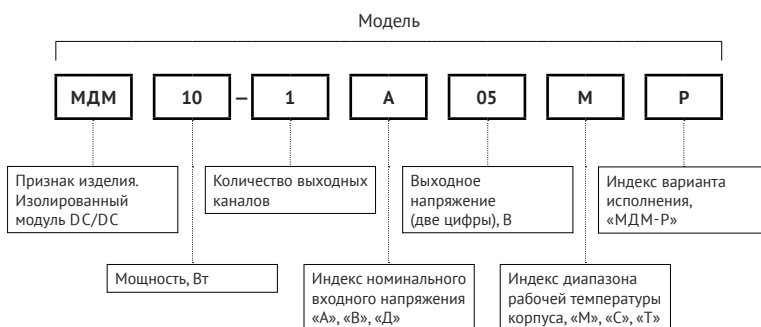 Модель
МДМ 10 – 1 А 05 М Р
Признак изделия.
Изолированный
модуль DC/DC
Количество выходных
каналов
Выходное
напряжение
(две цифры), В
Индекс варианта
исполнения,
«МДМ-Р»
Мощность, Вт
Индекс номинального
входного напряжения
«А», «В», «Д»
Индекс диапазона
рабочей температуры
корпуса, «М», «С», «Т»